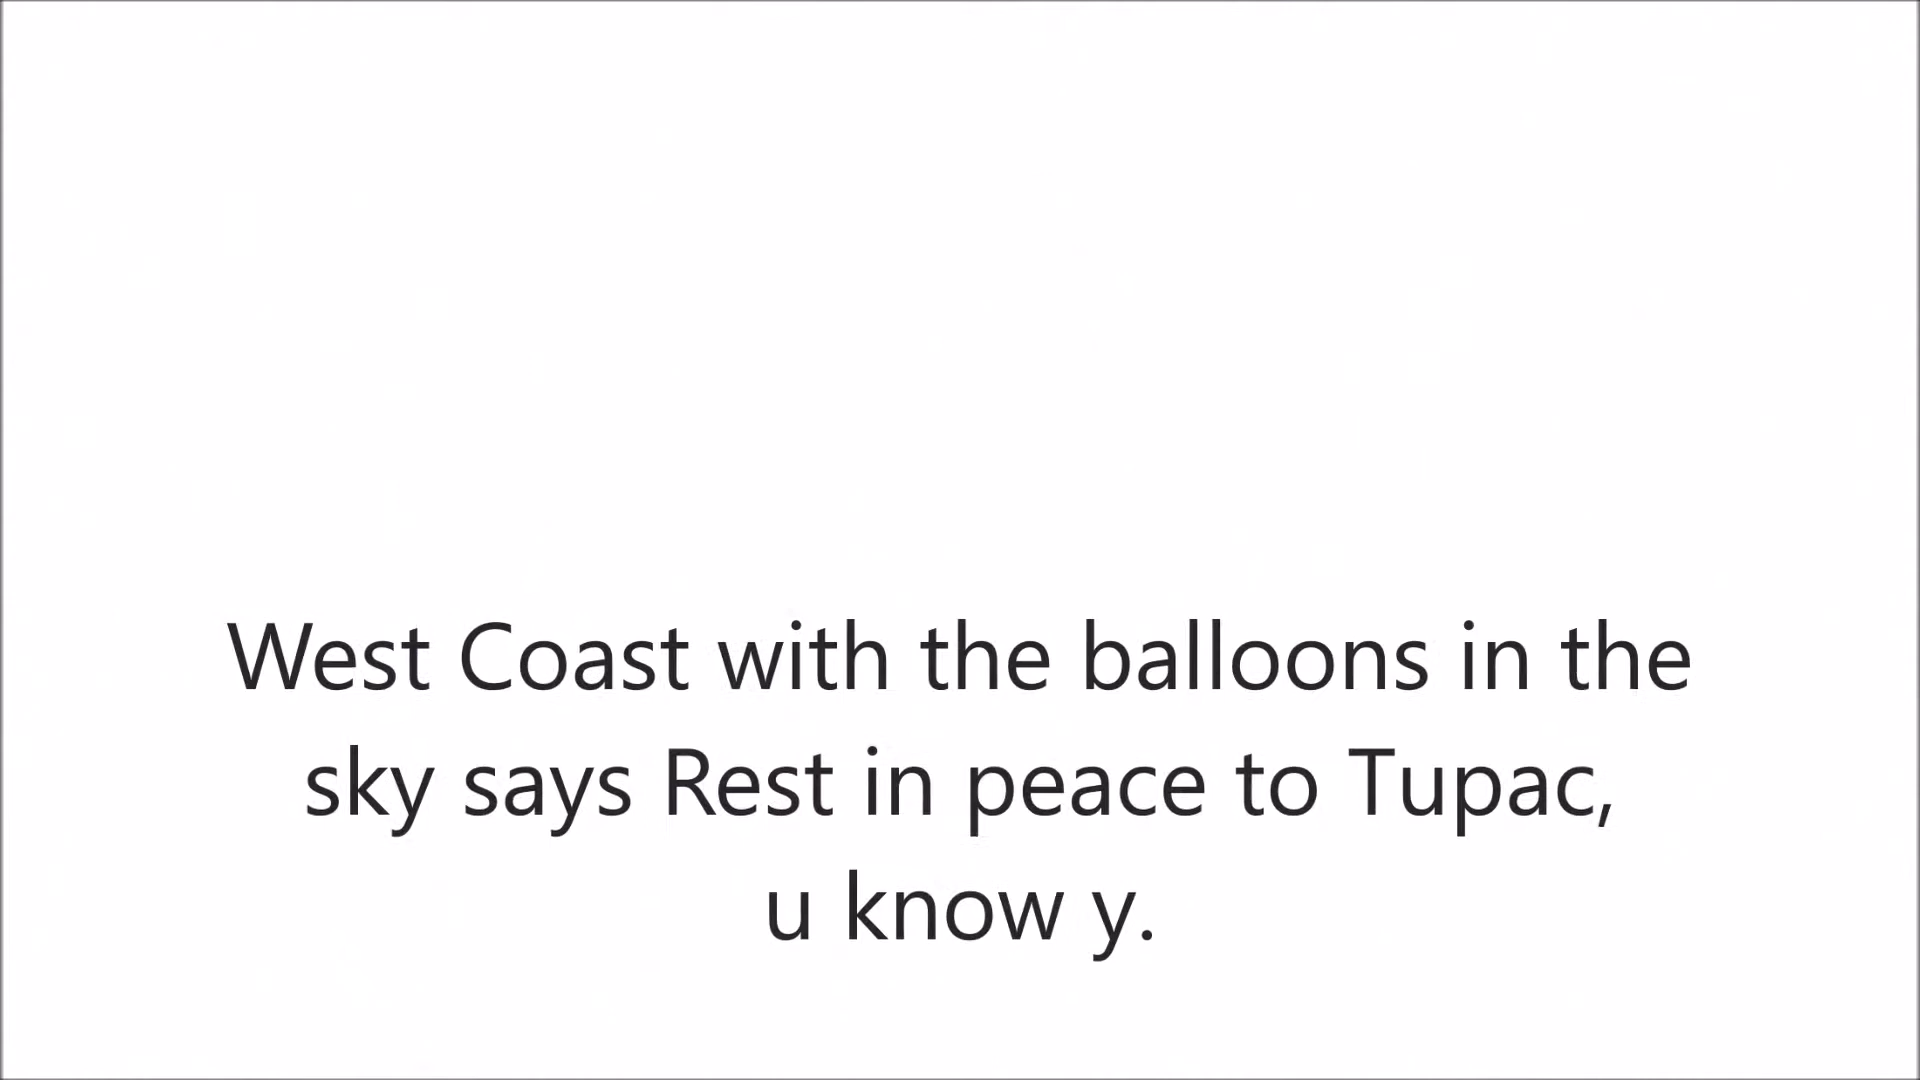 West Coast with the balloons in the
sky says Rest in peace to Tupac,
u know y.